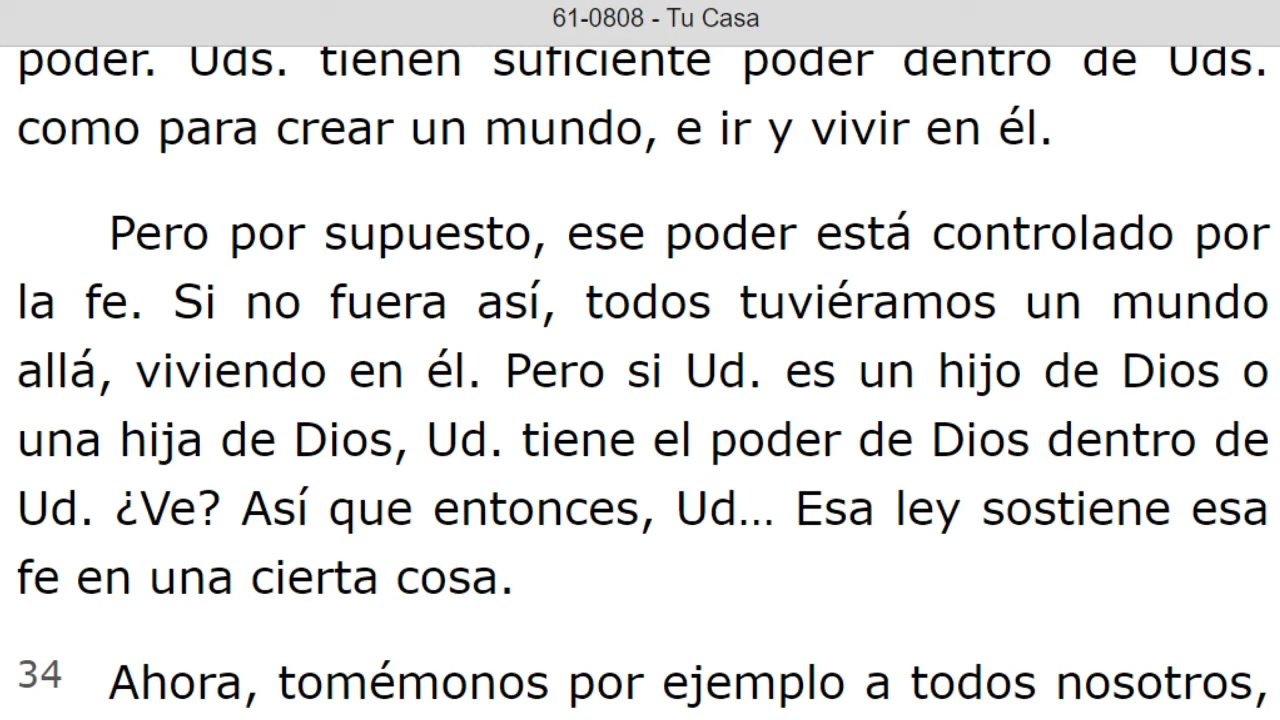 61-0808 - Tu Casa
poder. Uds. tienen suficiente poder dentro de Uds.
como para crear un mundo, e ir y vivir en él.
Pero por supuesto, ese poder está controlado por
la fe. Si no fuera así, todos tuviéramos un mundo
allá, viviendo en él. Pero si Ud. es un hijo de Dios o
una hija de Dios, Ud. tiene el poder de Dios dentro de
Ud. ¿Ve? Así que entonces, Ud... Esa ley sostiene esa
fe en una cierta cosa.
34 Ahora, tomémonos por ejemplo a todos nosotros,